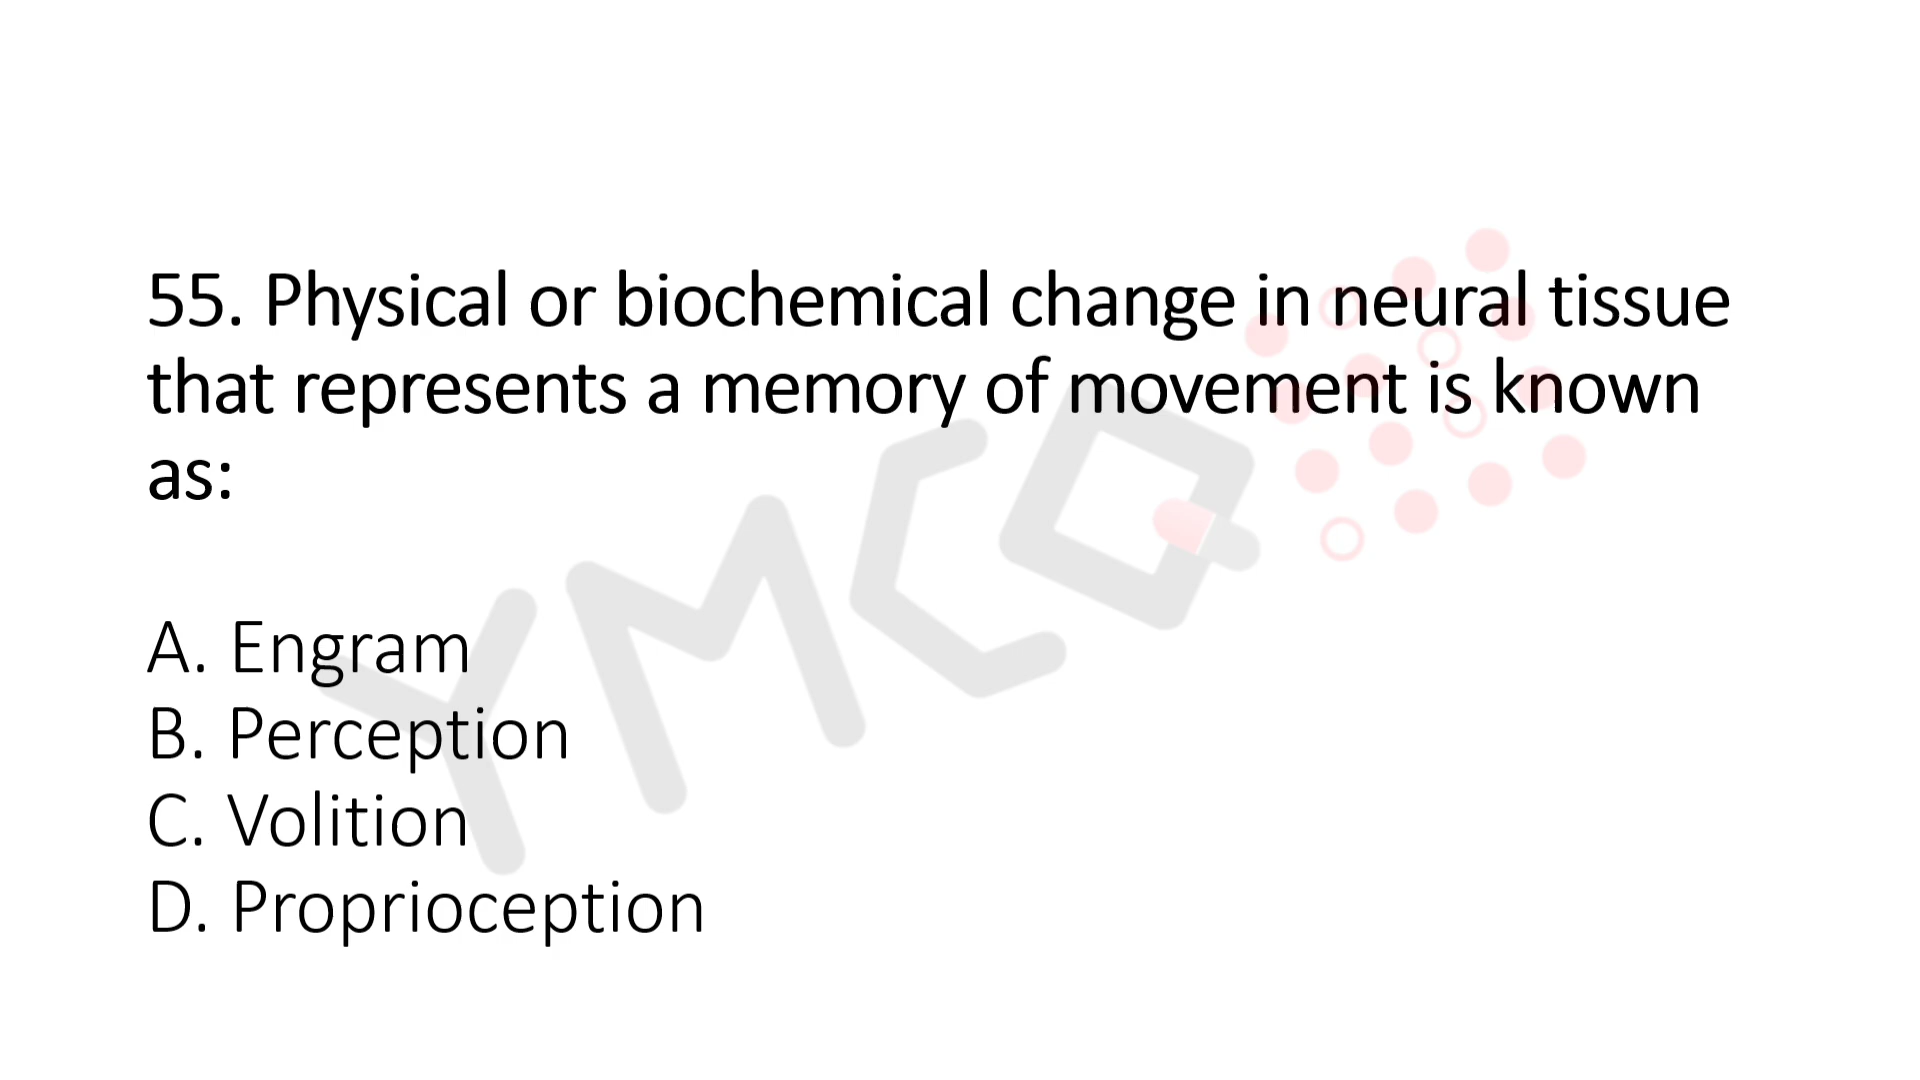 55. Physical or biochemical change in neural tissue
that represents a memory of movement is known
as:
A. Engram
B. Perception
C. Volition
D. Proprioception
YMCQ